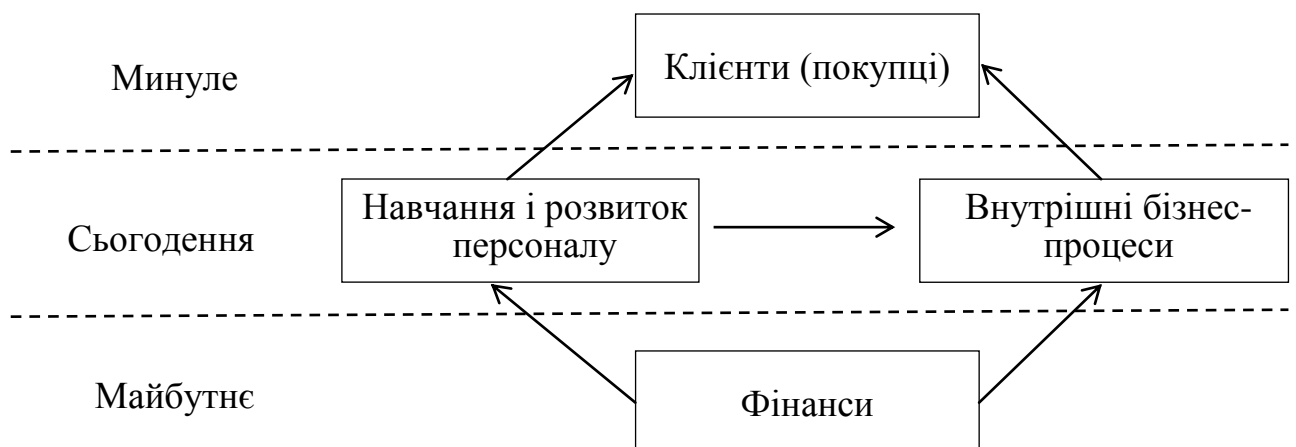 Минуле
Клієнти (покупці)
Сьогодення
Навчання і розвиток
персоналу
Внутрішні бізнес-
процеси
Майбутнє
Фінанси